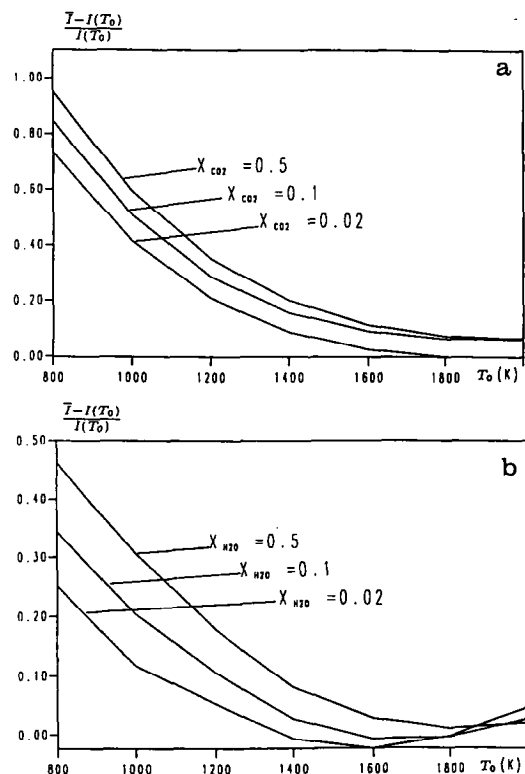 Ī−I(T₀)
I(T₀)
a
1.00
0.80
0.60
0.40
0.20
0.00
X CO2 =0.5
X CO2 =0.1
X CO2 =0.02
800 1000 1200 1400 1600 1800 T₀(K)
Ī−I(T₀)
I(T₀)
b
0.50
0.40
0.30
0.20
0.10
0.00
X H2O =0.5
X H2O =0.1
X H2O =0.02
800 1000 1200 1400 1600 1800 T₀(K)